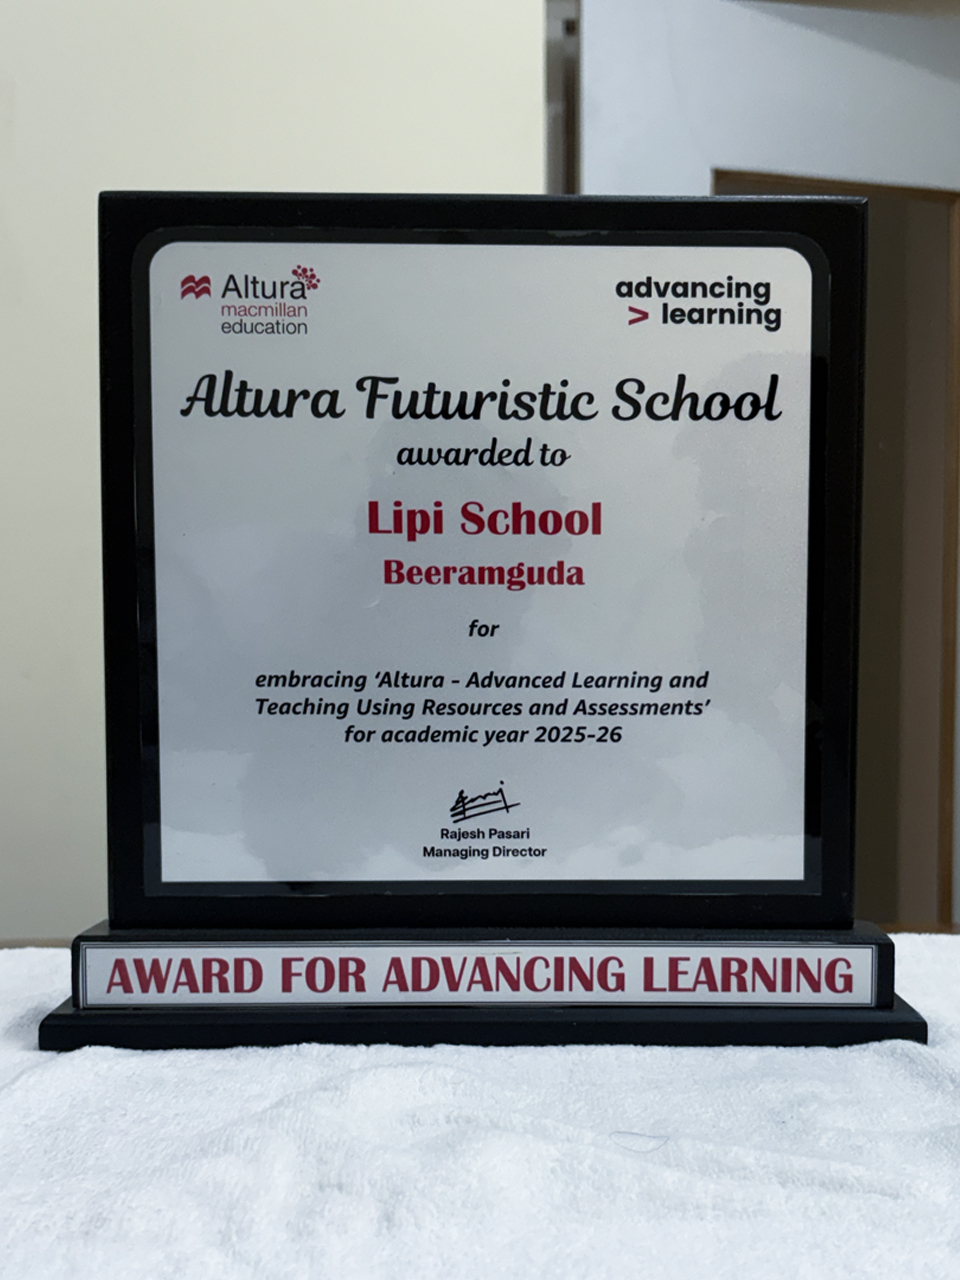 Altura
macmillan
education
advancing
> learning
Altura Futuristic School
awarded to
Lipi School
Beeramguda
for
embracing ‘Altura – Advanced Learning and
Teaching Using Resources and Assessments’
for academic year 2025-26
Rajesh Pasari
Managing Director
AWARD FOR ADVANCING LEARNING